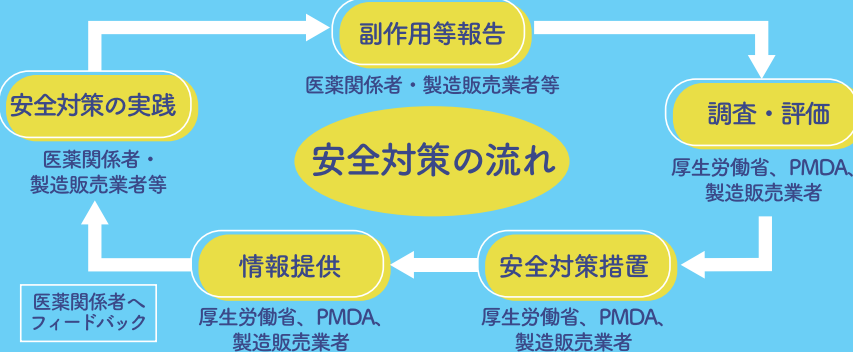 副作用等報告
医薬関係者・製造販売業者等
安全対策の実践
医薬関係者・
製造販売業者等
調査・評価
厚生労働省、PMDA、
製造販売業者
安全対策の流れ
安全対策措置
厚生労働省、PMDA、
製造販売業者
情報提供
厚生労働省、PMDA、
製造販売業者
医薬関係者へ
フィードバック